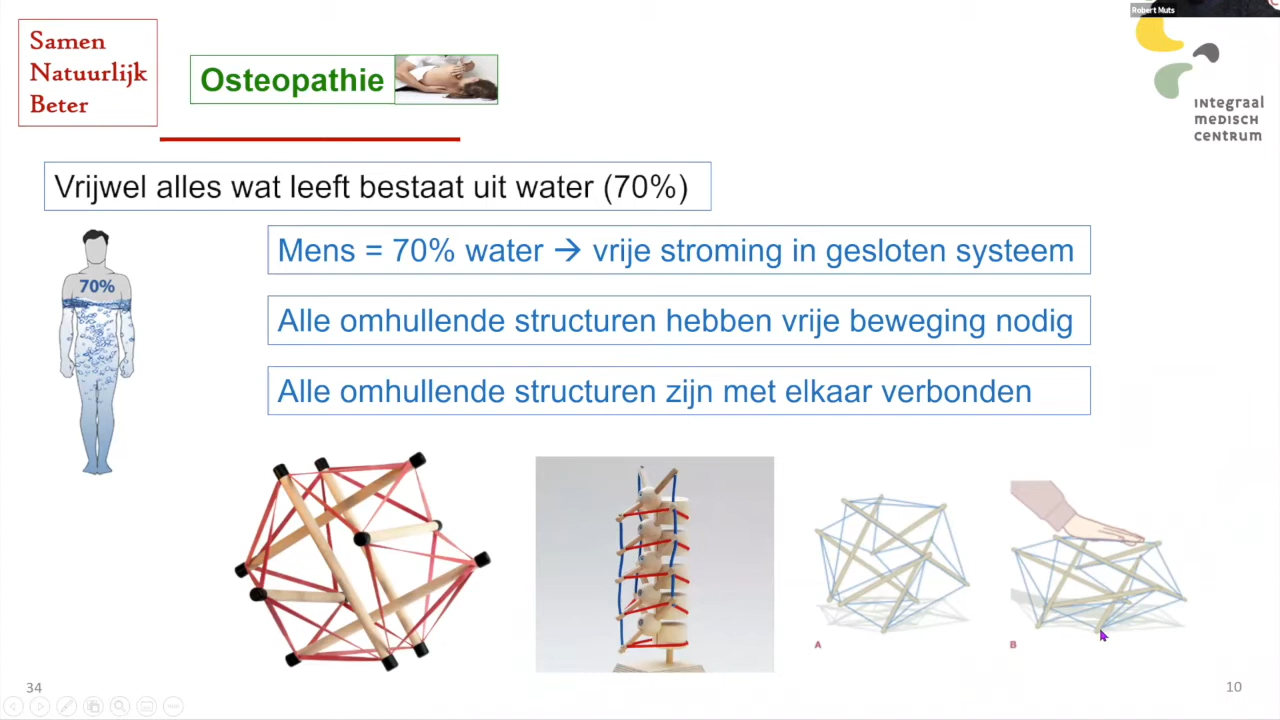 Robert Muts
Samen
Natuurlijk
Beter
Osteopathie
INTEGRAAL
MEDISCH
CENTRUM
Vrijwel alles wat leeft bestaat uit water (70%)
Mens = 70% water → vrije stroming in gesloten systeem
70%
Alle omhullende structuren hebben vrije beweging nodig
Alle omhullende structuren zijn met elkaar verbonden
A
B
34
10